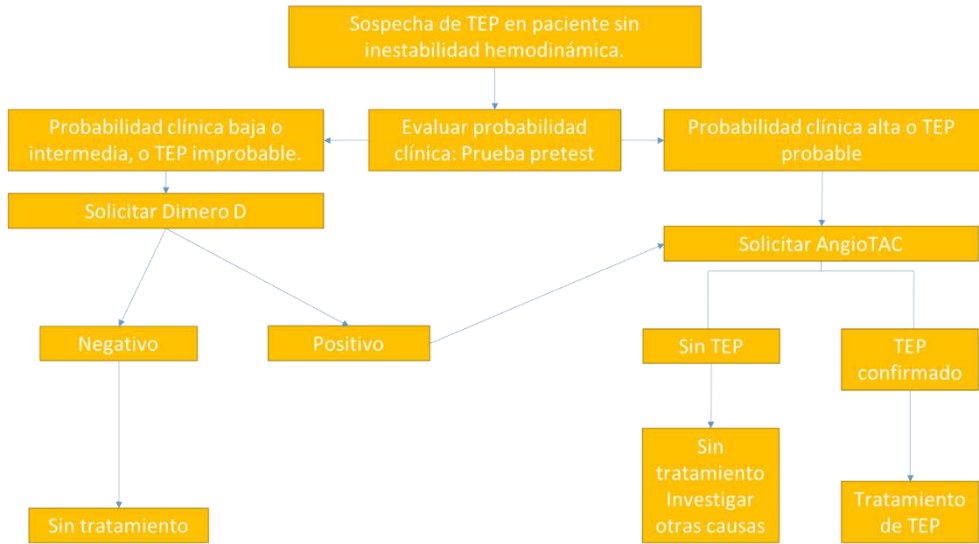 Sospecha de TEP en paciente sin
inestabilidad hemodinámica.
Probabilidad clínica baja o
intermedia, o TEP improbable.
Evaluar probabilidad
clínica: Prueba pretest
Probabilidad clínica alta o TEP
probable
Solicitar Dimero D
Solicitar AngioTAC
Negativo
Positivo
Sin TEP
TEP
confirmado
Sin
tratamiento
Investigar
otras causas
Tratamiento
de TEP
Sin tratamiento